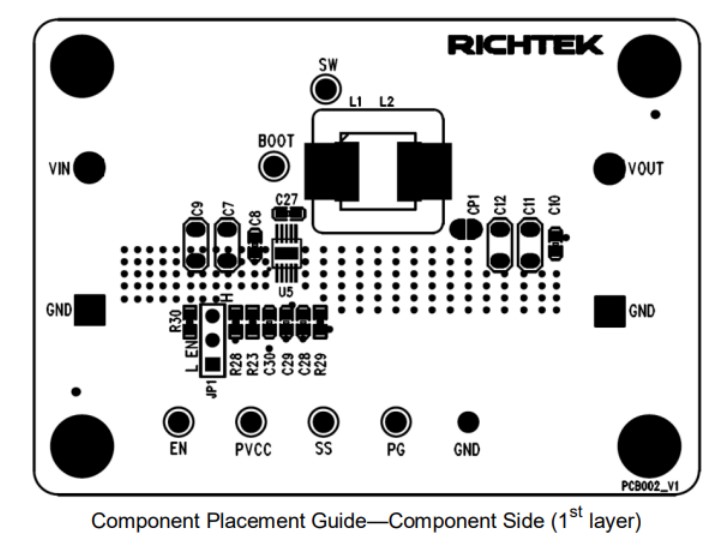 RICHTEK
SW
L1 L2
BOOT
VIN
VOUT
C27
C9
C7
C8
CP1
C12
C11
C10
U5
GND
GND
H
R30
L EN
JP1
R28
R23
C30
C29
C28
R29
EN
PVCC
SS
PG
GND
PCB002_V1
Component Placement Guide—Component Side (1st layer)